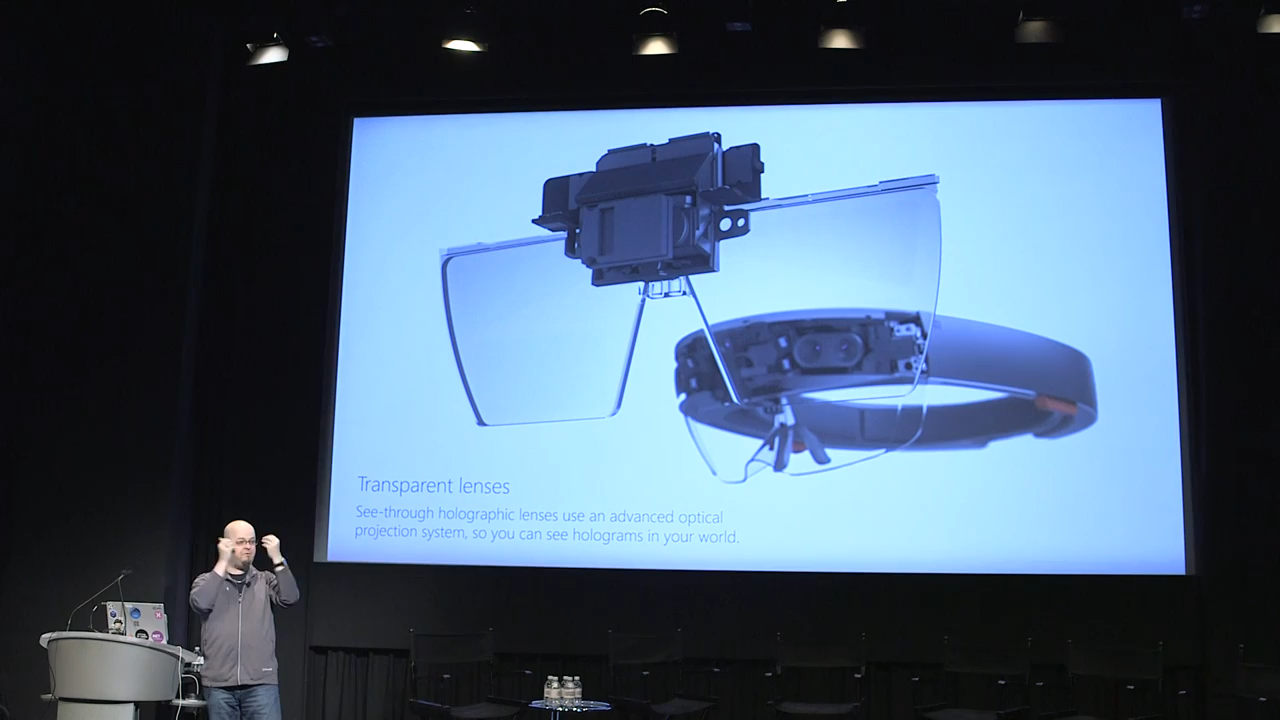 Transparent lenses
See-through holographic lenses use an advanced optical
projection system, so you can see holograms in your world.